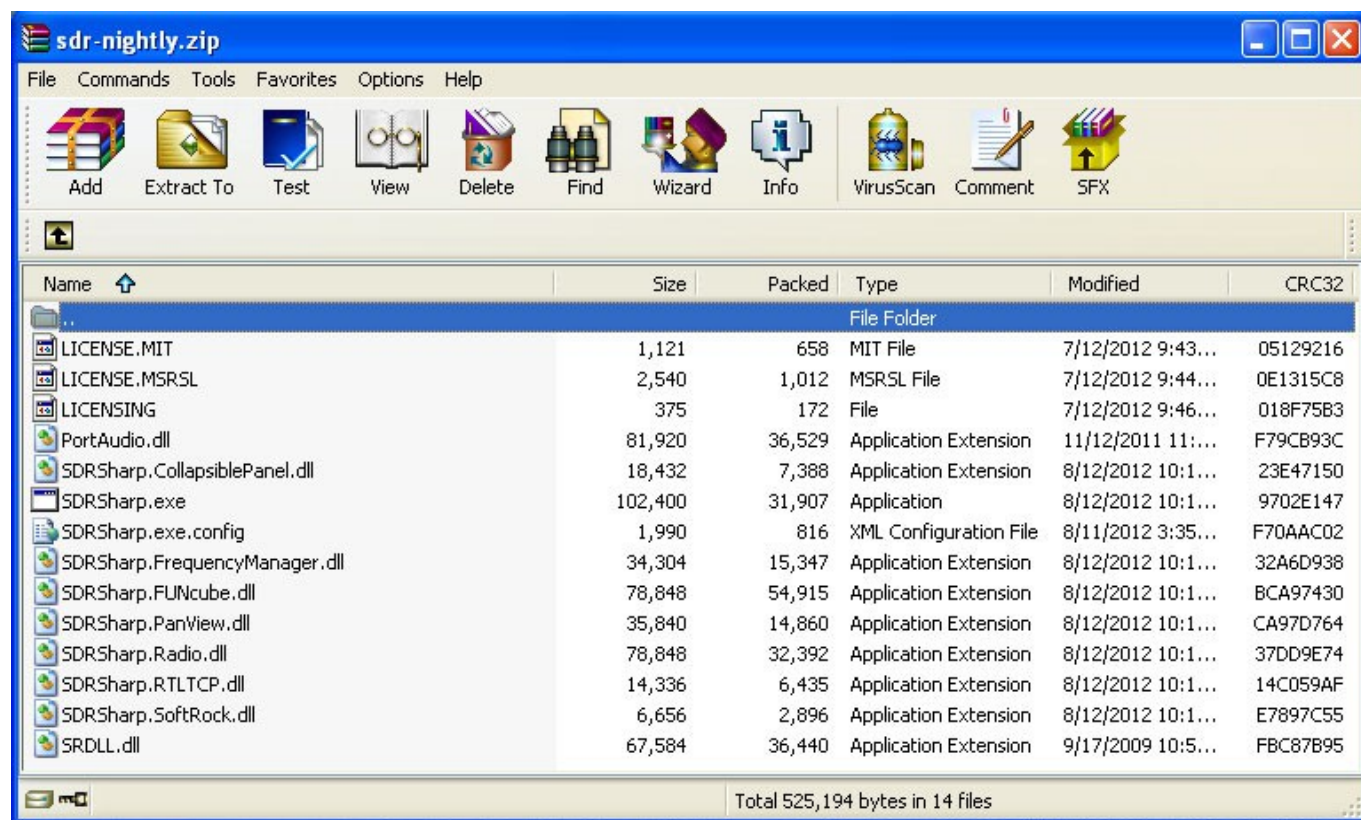 sdr-nightly.zip
File Commands Tools Favorites Options Help
Add Extract To Test View Delete Find Wizard Info VirusScan Comment SFX
Name Size Packed Type Modified CRC32
.. File Folder
LICENSE.MIT 1,121 658 MIT File 7/12/2012 9:43... 05129216
LICENSE.MSRSL 2,540 1,012 MSRSL File 7/12/2012 9:44... 0E1315C8
LICENSING 375 172 File 7/12/2012 9:46... 018F75B3
PortAudio.dll 81,920 36,529 Application Extension 11/12/2011 11:... F79CB93C
SDRSharp.CollapsiblePanel.dll 18,432 7,388 Application Extension 8/12/2012 10:1... 23E47150
SDRSharp.exe 102,400 31,907 Application 8/12/2012 10:1... 9702E147
SDRSharp.exe.config 1,990 816 XML Configuration File 8/11/2012 3:35... F70AAC02
SDRSharp.FrequencyManager.dll 34,304 15,347 Application Extension 8/12/2012 10:1... 32A6D938
SDRSharp.FUNcube.dll 78,848 54,915 Application Extension 8/12/2012 10:1... BCA97430
SDRSharp.PanView.dll 35,840 14,860 Application Extension 8/12/2012 10:1... CA97D764
SDRSharp.Radio.dll 78,848 32,392 Application Extension 8/12/2012 10:1... 37DD9E74
SDRSharp.RTLTCP.dll 14,336 6,435 Application Extension 8/12/2012 10:1... 14C059AF
SDRSharp.SoftRock.dll 6,656 2,896 Application Extension 8/12/2012 10:1... E7897C55
SRDLL.dll 67,584 36,440 Application Extension 9/17/2009 10:5... FBC87B95
Total 525,194 bytes in 14 files